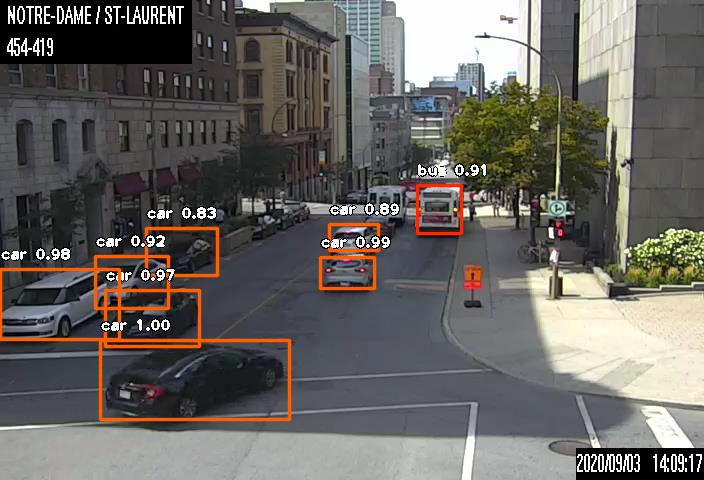 NOTRE-DAME / ST-LAURENT
454-419
bus 0.91
car 0.83
car 0.89
car 0.92
car 0.99
car 0.98
car 0.97
car 1.00
2020/09/03 14:09:17